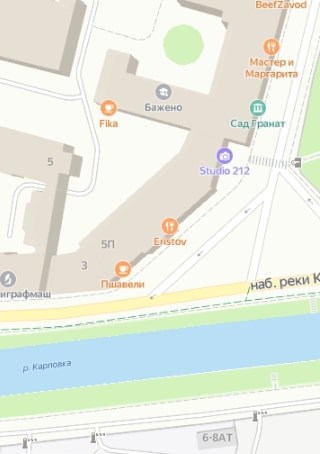 BeefZavod
Мастер и
Маргарита
Бажено
Fika
Сад Гранат
5
Studio 212
Eristov
5П
3
Пшавели
играфмаш
наб. реки К
р. Карповка
6-8АТ